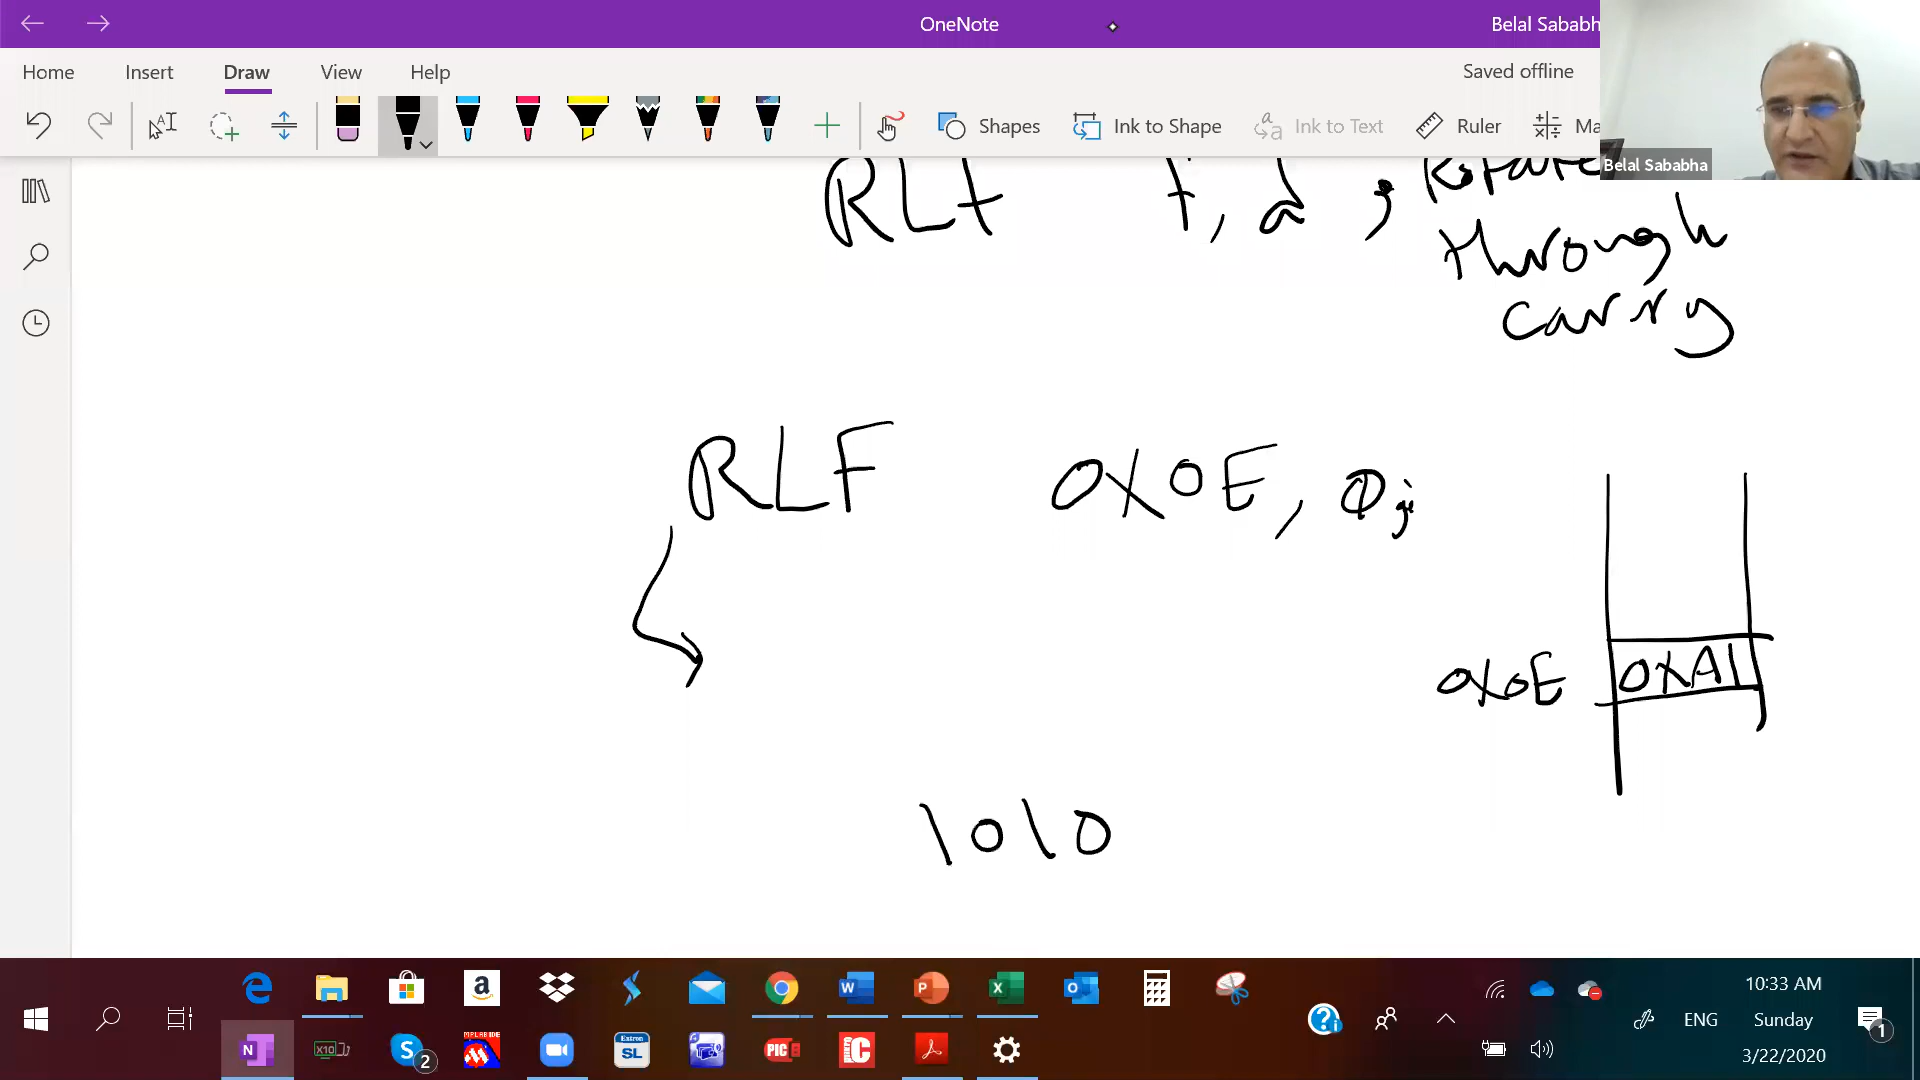 OneNote
Belal Sababh
Home Insert Draw View Help
Saved offline
Shapes Ink to Shape Ink to Text Ruler Ma
Belal Sababha
RLf f, d ; Rotate
through
carry
RLF 0X0E, 0;
0X0E 0XA1
1010
10:33 AM
ENG Sunday
3/22/2020